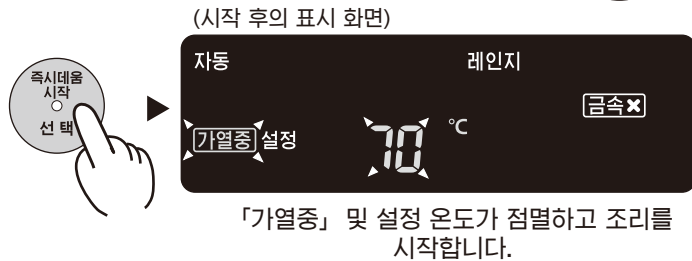 (시작 후의 표시 화면)
자동
레인지
즉시데움
시작
선 택
금속✖
가열중 설정
70 ℃
「가열중」 및 설정 온도가 점멸하고 조리를
시작합니다.